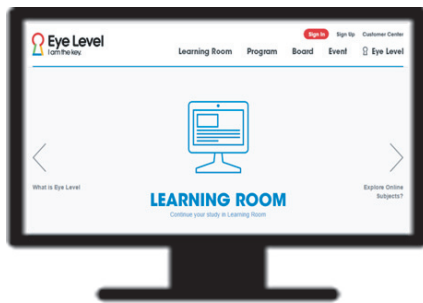 Sign In Sign Up Customer Center
Eye Level
I am the key.
Learning Room Program Board Event Eye Level
What is Eye Level
Explore Online
Subjects?
LEARNING ROOM
Continue your study in Learning Room